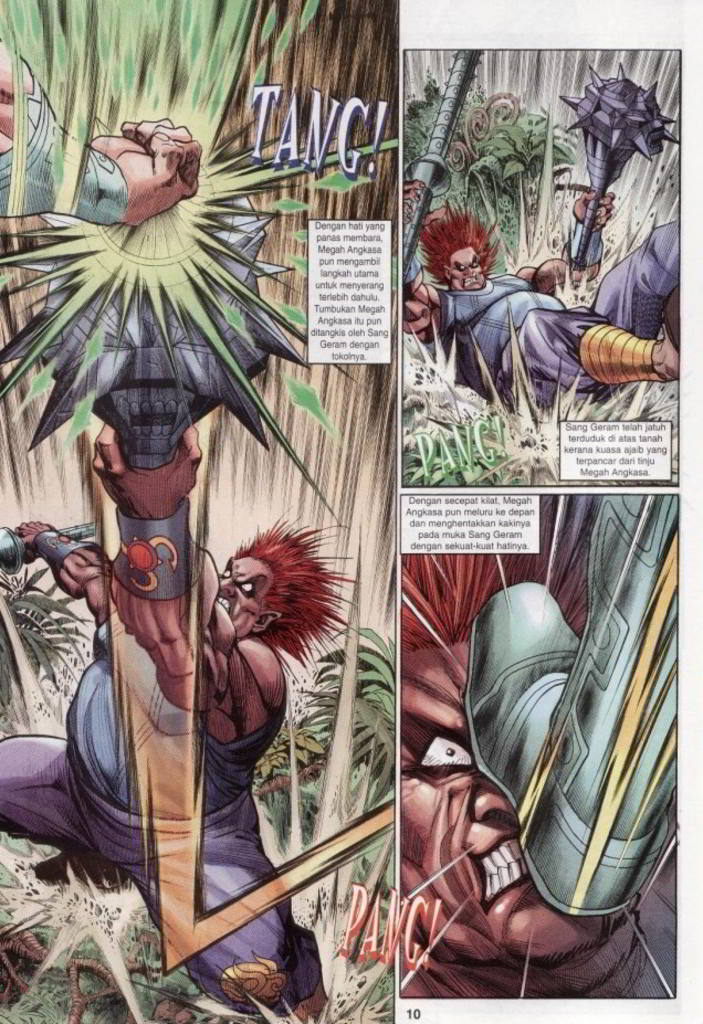 TANG!
Dengan hati yang
panas membara,
Megah Angkasa
pun mengambil
langkah utama
untuk menyerang
terlebih dahulu.
Tumbukan Megah
Angkasa itu pun
ditangkis oleh Sang
Geram dengan
tokolnya.
PANG!
Sang Geram telah jatuh
terduduk di atas tanah
kerana kuasa ajaib yang
terpancar dari tinju
Megah Angkasa.
Dengan secepat kilat, Megah
Angkasa pun meluru ke depan
dan menghentakkan kakinya
pada muka Sang Geram
dengan sekuat-kuat hatinya.
PANG!
10